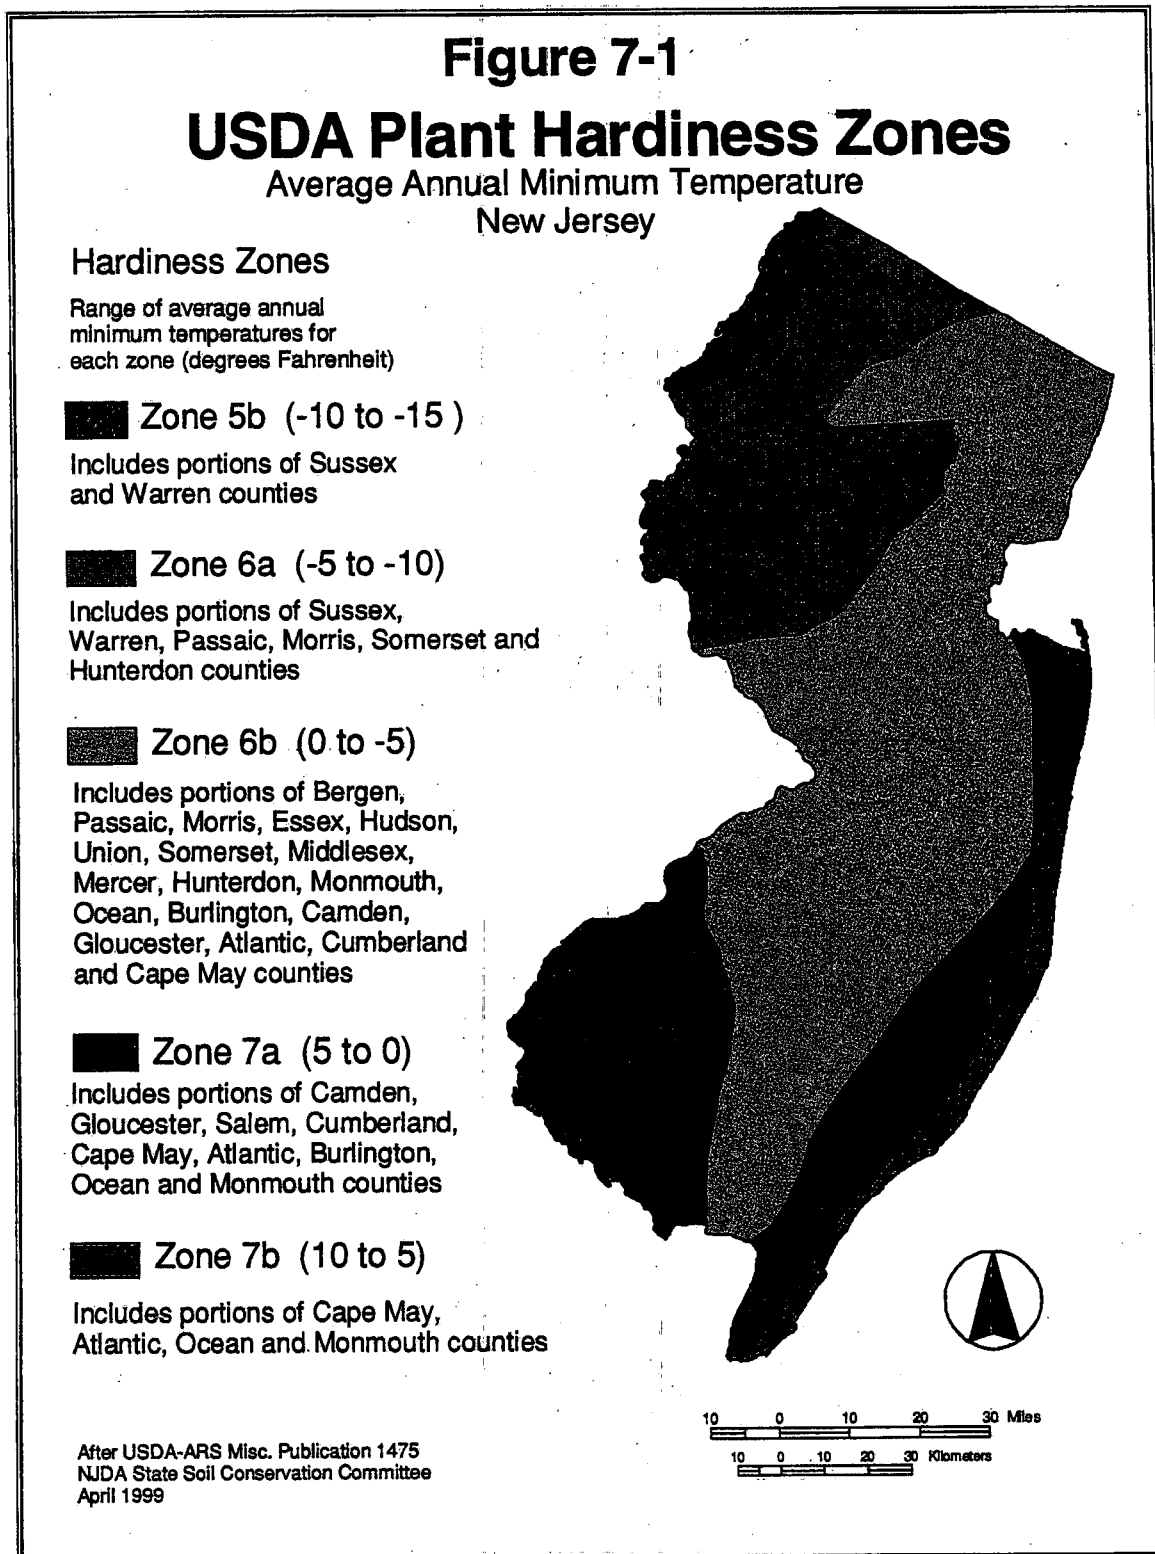 Figure 7-1
USDA Plant Hardiness Zones
Average Annual Minimum Temperature
New Jersey
Hardiness Zones
Range of average annual
minimum temperatures for
each zone (degrees Fahrenheit)
Zone 5b (-10 to -15 )
Includes portions of Sussex
and Warren counties
Zone 6a (-5 to -10)
Includes portions of Sussex,
Warren, Passaic, Morris, Somerset and
Hunterdon counties
Zone 6b (0 to -5)
Includes portions of Bergen,
Passaic, Morris, Essex, Hudson,
Union, Somerset, Middlesex,
Mercer, Hunterdon, Monmouth,
Ocean, Burlington, Camden,
Gloucester, Atlantic, Cumberland
and Cape May counties
Zone 7a (5 to 0)
Includes portions of Camden,
Gloucester, Salem, Cumberland,
Cape May, Atlantic, Burlington,
Ocean and Monmouth counties
Zone 7b (10 to 5)
Includes portions of Cape May,
Atlantic, Ocean and Monmouth counties
10 0 10 20 30 Miles
10 0 10 20 30 Kilometers
After USDA-ARS Misc. Publication 1475
NJDA State Soil Conservation Committee
April 1999